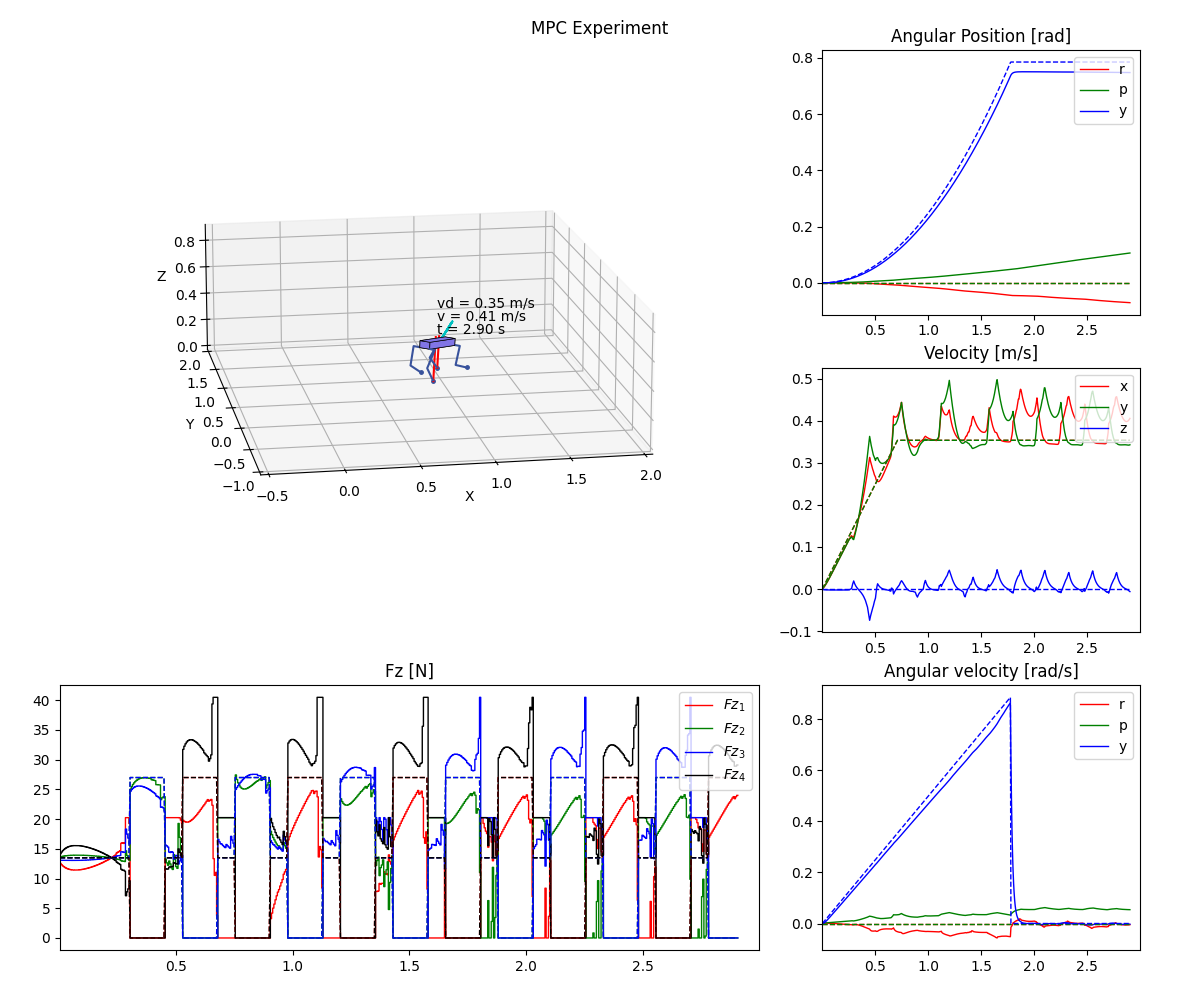 MPC Experiment
Angular Position [rad]
0.8
0.6
0.4
0.2
0.0
r
p
y
0.5 1.0 1.5 2.0 2.5
Z
0.8
0.6
0.4
0.2
0.0
2.0
1.5
1.0
Y 0.5
0.0
−0.5
−1.0
−0.5 0.0 0.5 1.0 1.5 2.0
X
vd = 0.35 m/s
v = 0.41 m/s
t = 2.90 s
Velocity [m/s]
0.5
0.4
0.3
0.2
0.1
0.0
−0.1
x
y
z
0.5 1.0 1.5 2.0 2.5
Fz [N]
40
35
30
25
20
15
10
5
0
Fz1
Fz2
Fz3
Fz4
0.5 1.0 1.5 2.0 2.5
Angular velocity [rad/s]
0.8
0.6
0.4
0.2
0.0
r
p
y
0.5 1.0 1.5 2.0 2.5